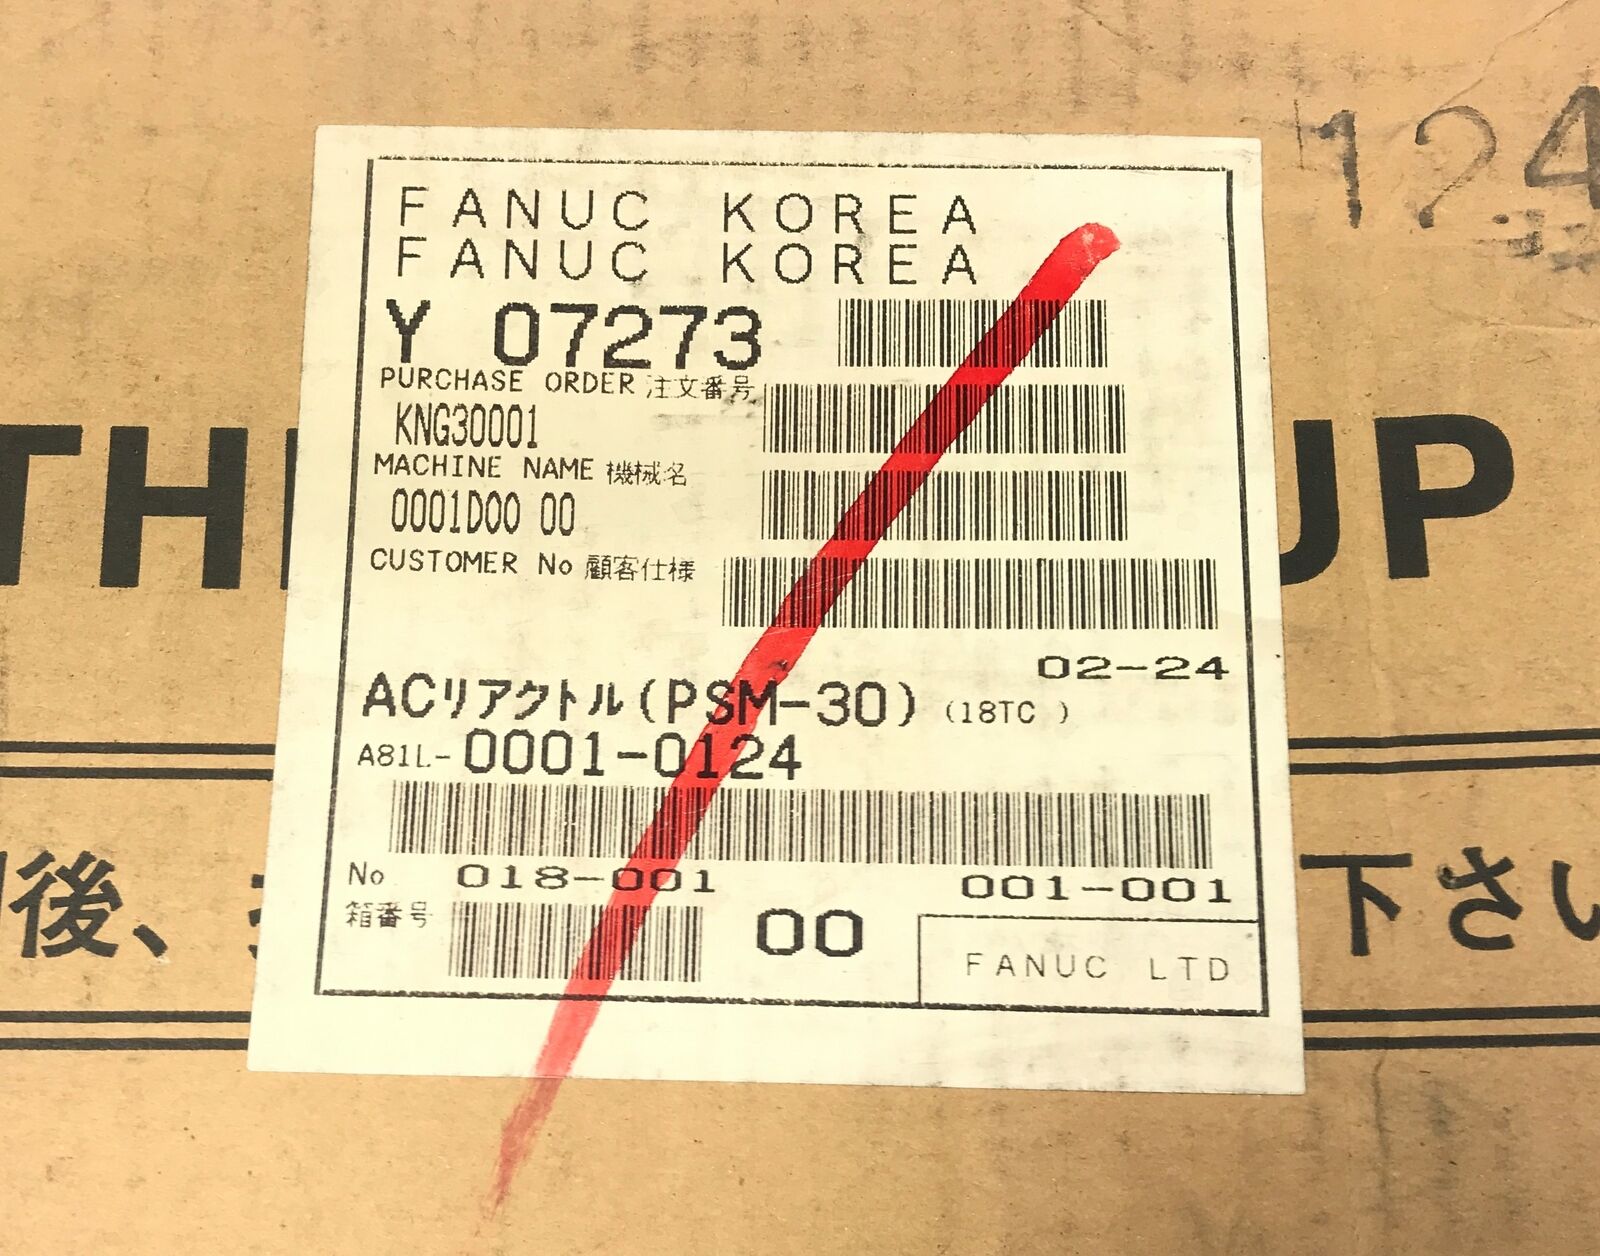 124
FANUC KOREA
FANUC KOREA
Y 07273
PURCHASE ORDER 注文番号
KNG30001
MACHINE NAME 機械名
0001D00 00
CUSTOMER No 顧客仕様
TH UP
02-24
ACリアクトル(PSM-30) (18TC )
A81L-0001-0124
No 018-001 001-001
箱番号 00
後、 下さい
FANUC LTD